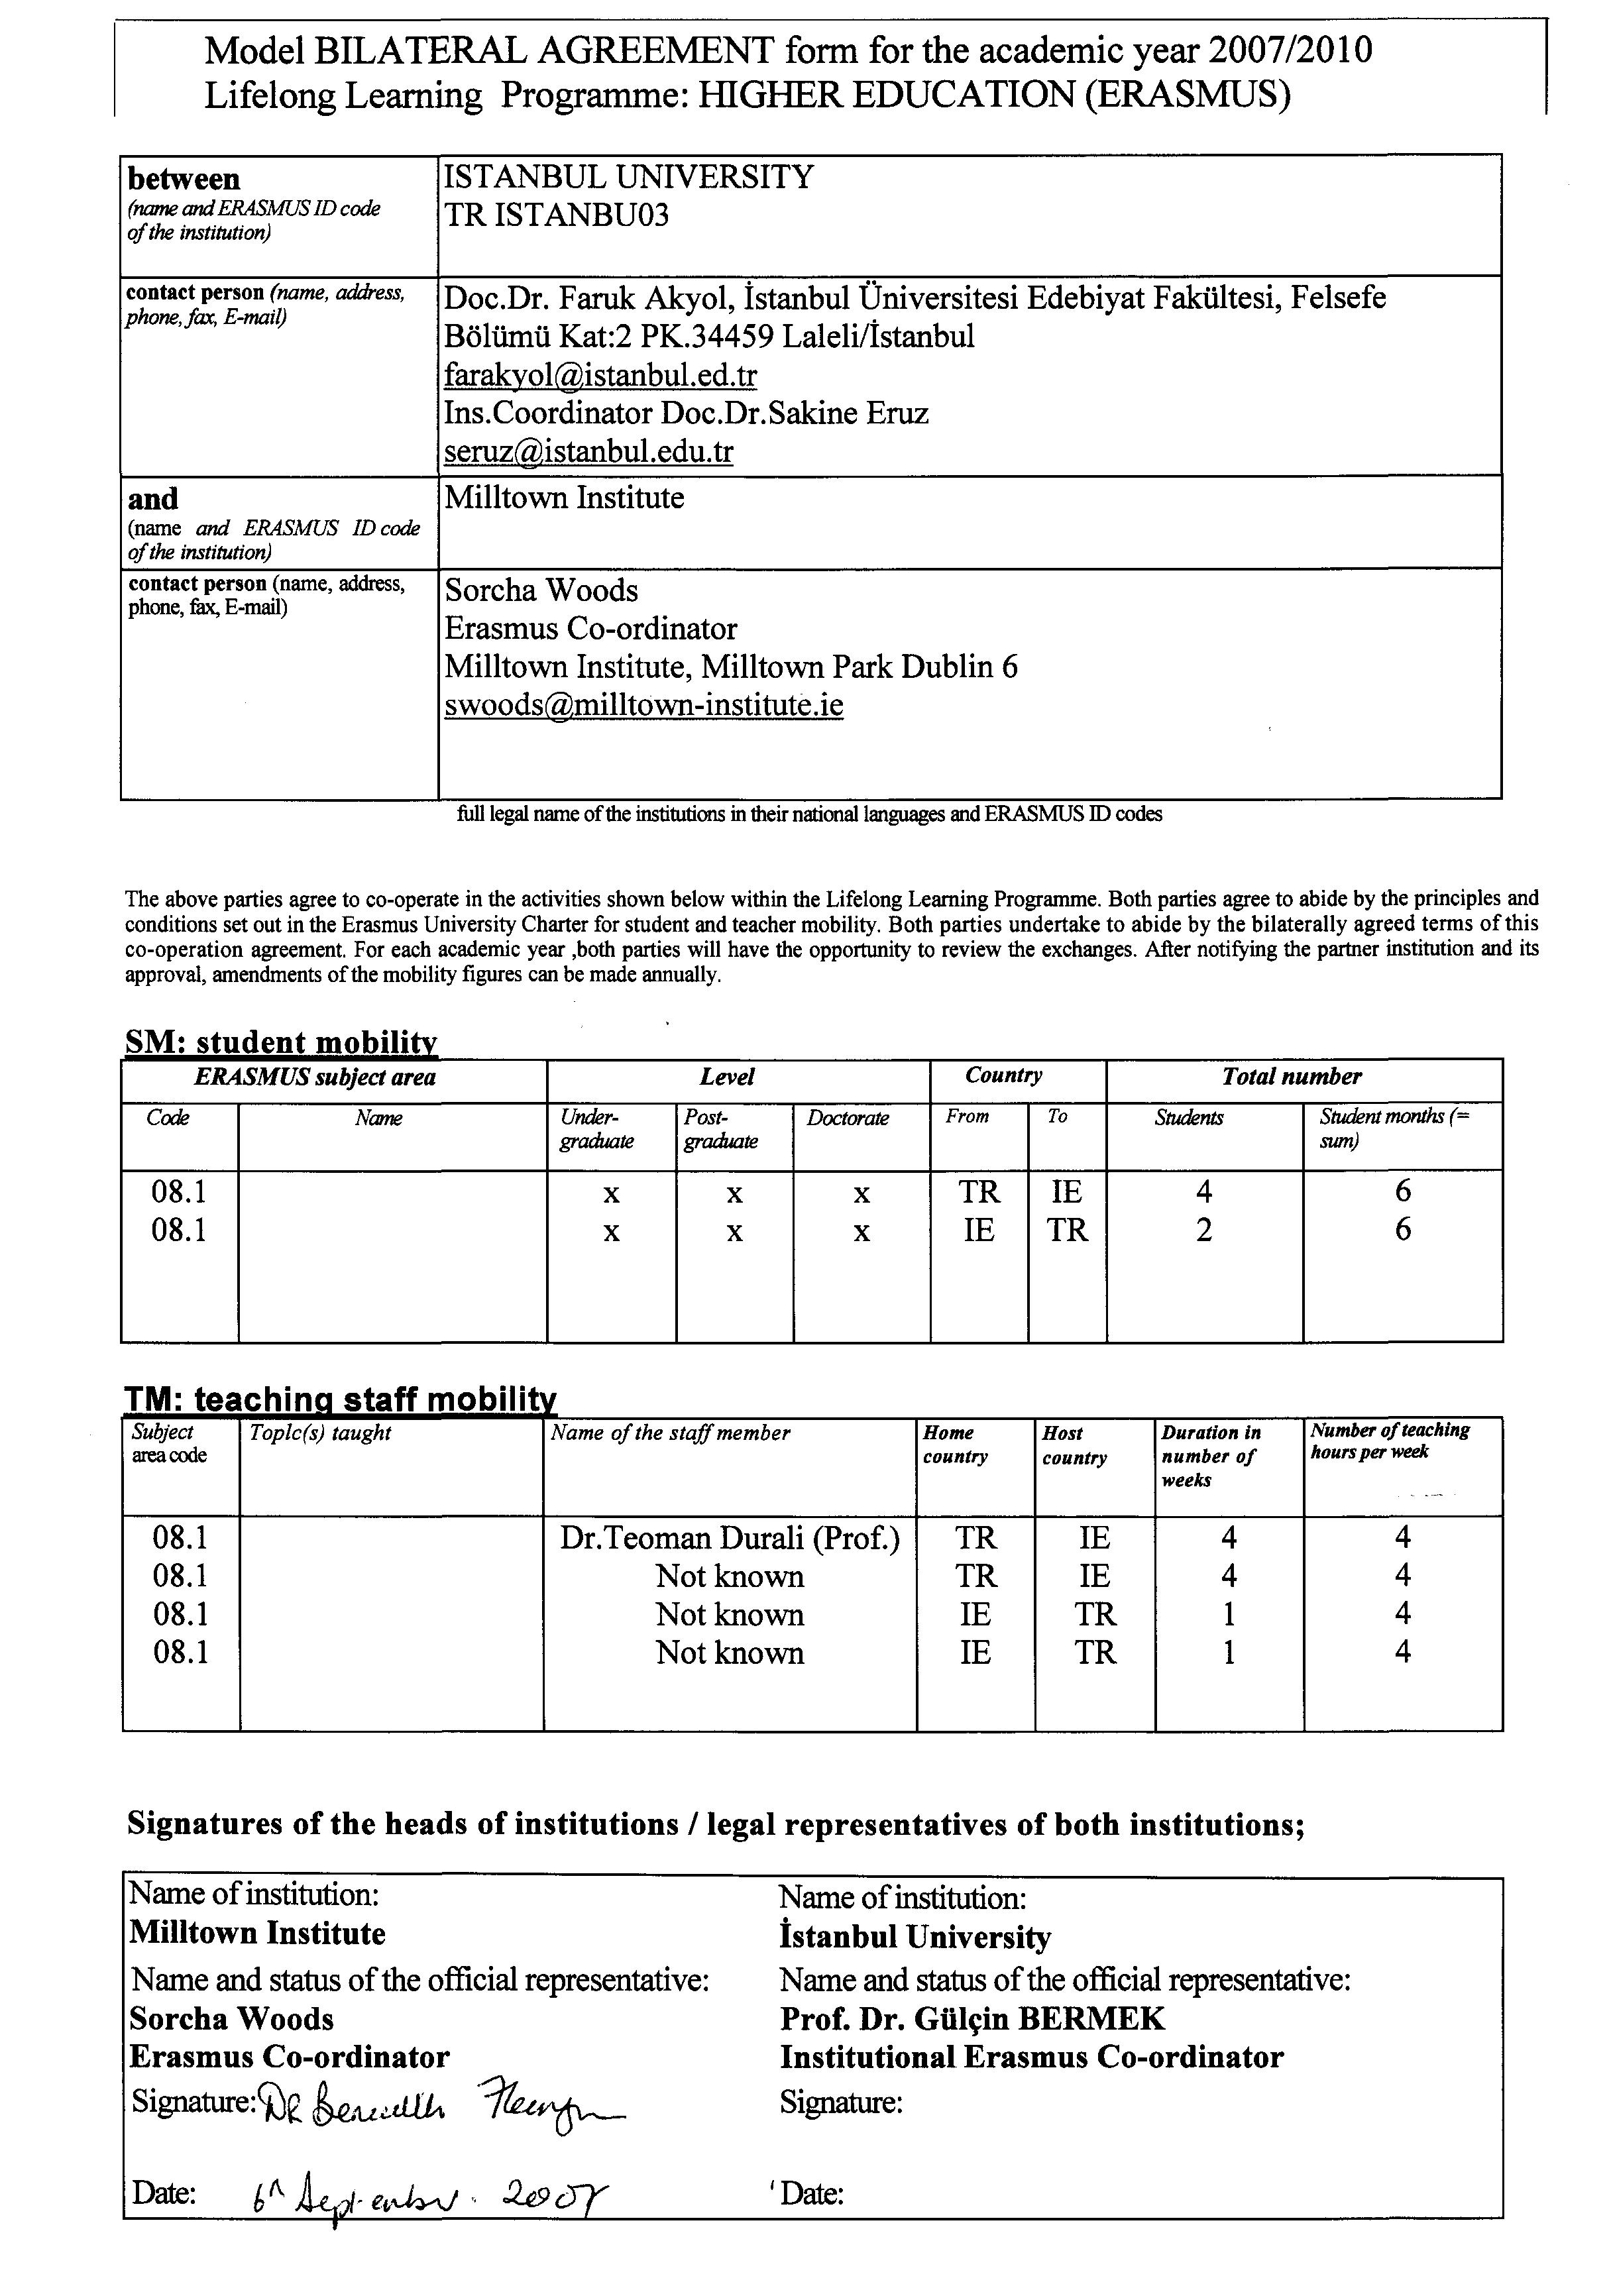 Model BILATERAL AGREEMENT form for the academic year 2007/2010
Lifelong Learning Programme: HIGHER EDUCATION (ERASMUS)
between
(name and ERASMUS ID code
of the institution)
ISTANBUL UNIVERSITY
TR ISTANBU03
contact person (name, address,
phone, fax, E-mail)
Doc.Dr. Faruk Akyol, İstanbul Üniversitesi Edebiyat Fakültesi, Felsefe
Bölümü Kat:2 PK.34459 Laleli/İstanbul
farakyol@istanbul.ed.tr
Ins.Coordinator Doc.Dr.Sakine Eruz
seruz@istanbul.edu.tr
and
(name and ERASMUS ID code
of the institution)
Milltown Institute
contact person (name, address,
phone, fax, E-mail)
Sorcha Woods
Erasmus Co-ordinator
Milltown Institute, Milltown Park Dublin 6
swoods@milltown-institute.ie
full legal name of the institutions in their national languages and ERASMUS ID codes
The above parties agree to co-operate in the activities shown below within the Lifelong Learning Programme. Both parties agree to abide by the principles and
conditions set out in the Erasmus University Charter for student and teacher mobility. Both parties undertake to abide by the bilaterally agreed terms of this
co-operation agreement. For each academic year ,both parties will have the opportunity to review the exchanges. After notifying the partner institution and its
approval, amendments of the mobility figures can be made annually.
SM: student mobility
ERASMUS subject area Level Country Total number
Code Name Under- Post- Doctorate From To Students Student months (=
graduate graduate sum)
08.1 x x x TR IE 4 6
08.1 x x x IE TR 2 6
TM: teaching staff mobility
Subject Topic(s) taught Name of the staff member Home Host Duration in Number of teaching
area code country country number of hours per week
weeks
08.1 Dr.Teoman Durali (Prof.) TR IE 4 4
08.1 Not known TR IE 4 4
08.1 Not known IE TR 1 4
08.1 Not known IE TR 1 4
Signatures of the heads of institutions / legal representatives of both institutions;
Name of institution:
Milltown Institute
Name and status of the official representative:
Sorcha Woods
Erasmus Co-ordinator
Signature: DR
Date: 6th September 2007
Name of institution:
İstanbul University
Name and status of the official representative:
Prof. Dr. Gülçin BERMEK
Institutional Erasmus Co-ordinator
Signature:
Date: